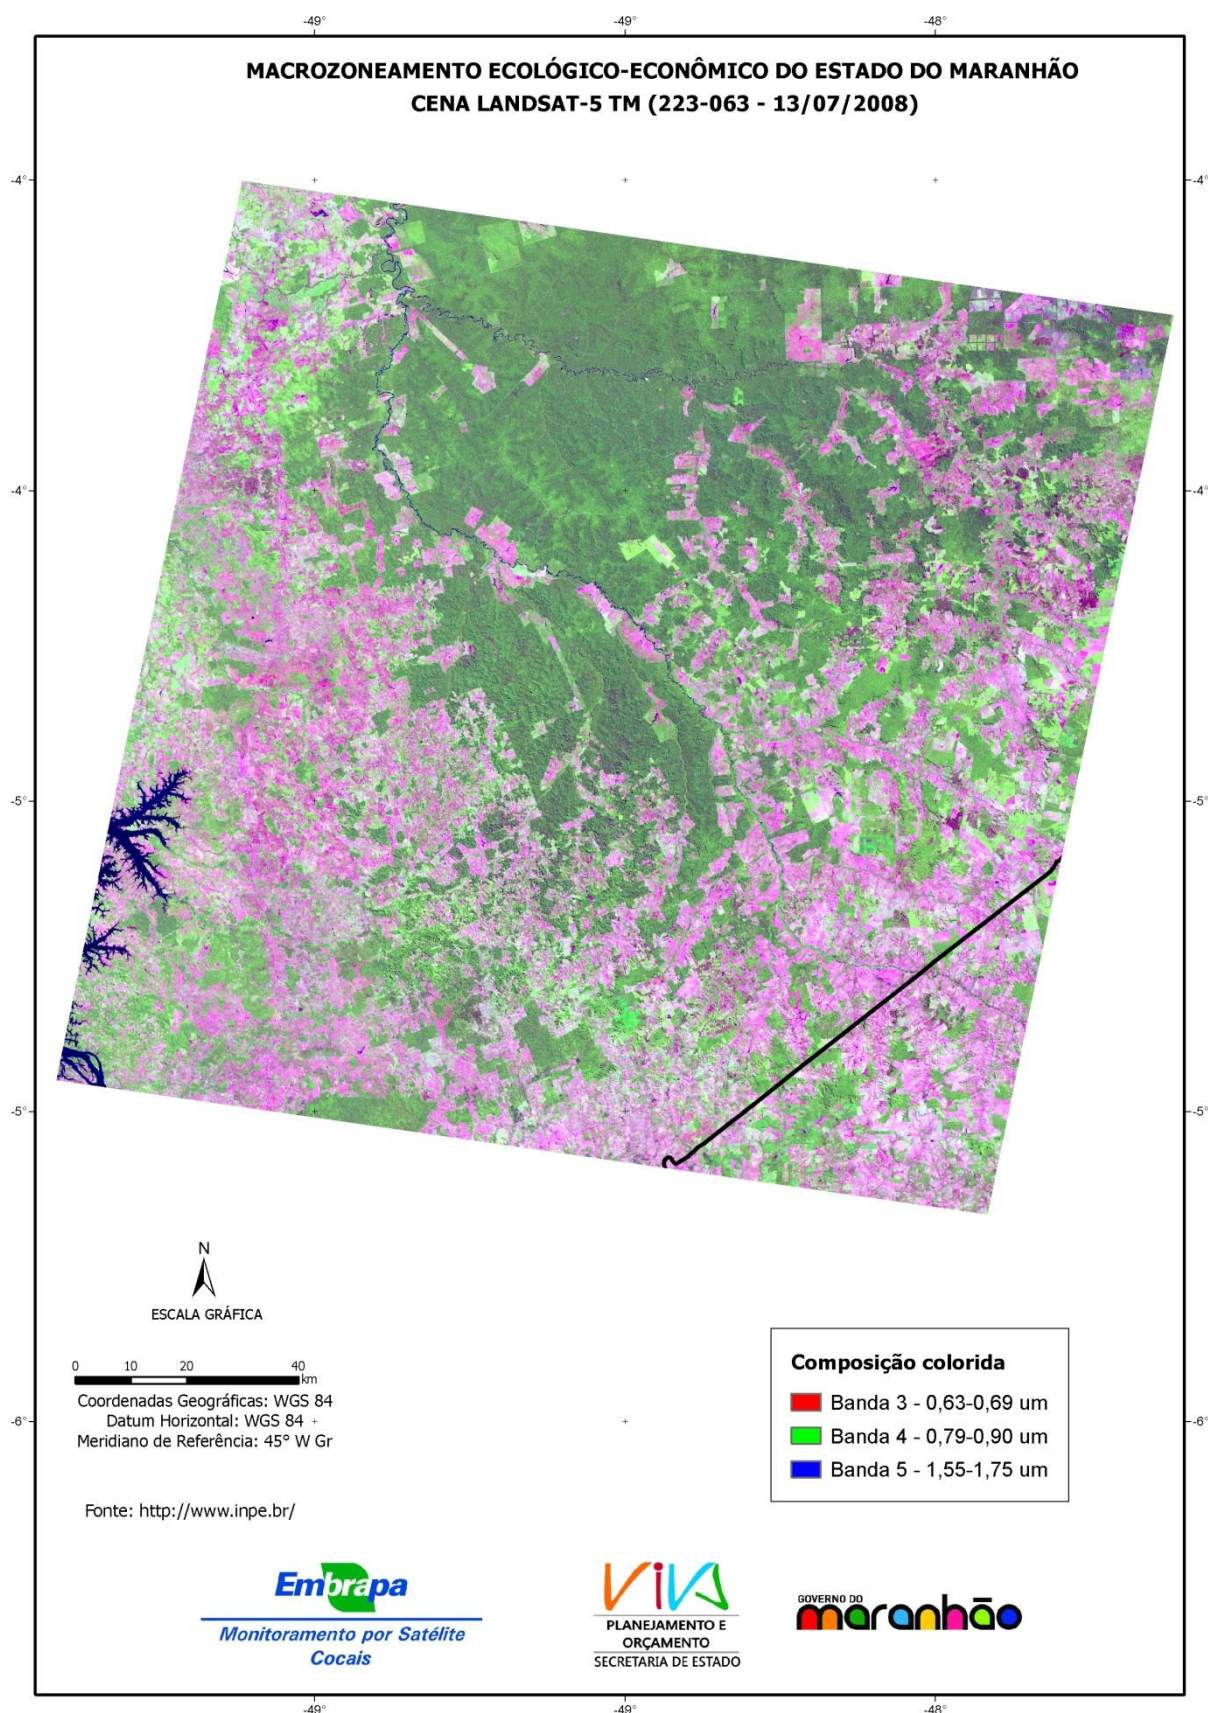 -49° -49° -48°
MACROZONEAMENTO ECOLÓGICO-ECONÔMICO DO ESTADO DO MARANHÃO
CENA LANDSAT-5 TM (223-063 - 13/07/2008)
-4° -4°
-4° -4°
-5° -5°
-5° -5°
N
ESCALA GRÁFICA
0 10 20 40
km
Coordenadas Geográficas: WGS 84
Datum Horizontal: WGS 84
Meridiano de Referência: 45° W Gr
-6° -6°
Composição colorida
Banda 3 - 0,63-0,69 um
Banda 4 - 0,79-0,90 um
Banda 5 - 1,55-1,75 um
Fonte: http://www.inpe.br/
Embrapa
Monitoramento por Satélite
Cocais
ViVA
PLANEJAMENTO E
ORÇAMENTO
SECRETARIA DE ESTADO
GOVERNO DO
maranhão
-49° -49° -48°